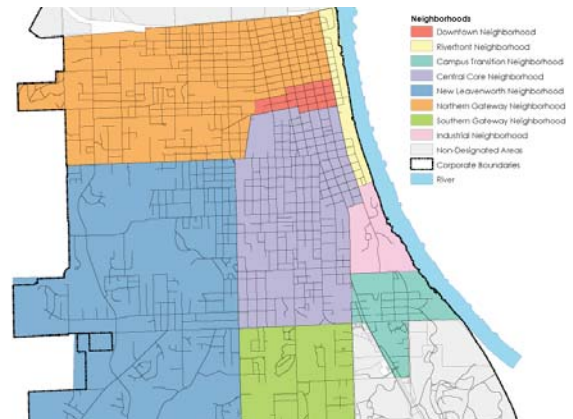 Neighborhoods
Downtown Neighborhood
Riverfront Neighborhood
Campus Transition Neighborhood
Central Core Neighborhood
New Leavenworth Neighborhood
Northern Gateway Neighborhood
Southern Gateway Neighborhood
Industrial Neighborhood
Non-Designated Areas
Corporate Boundaries
River